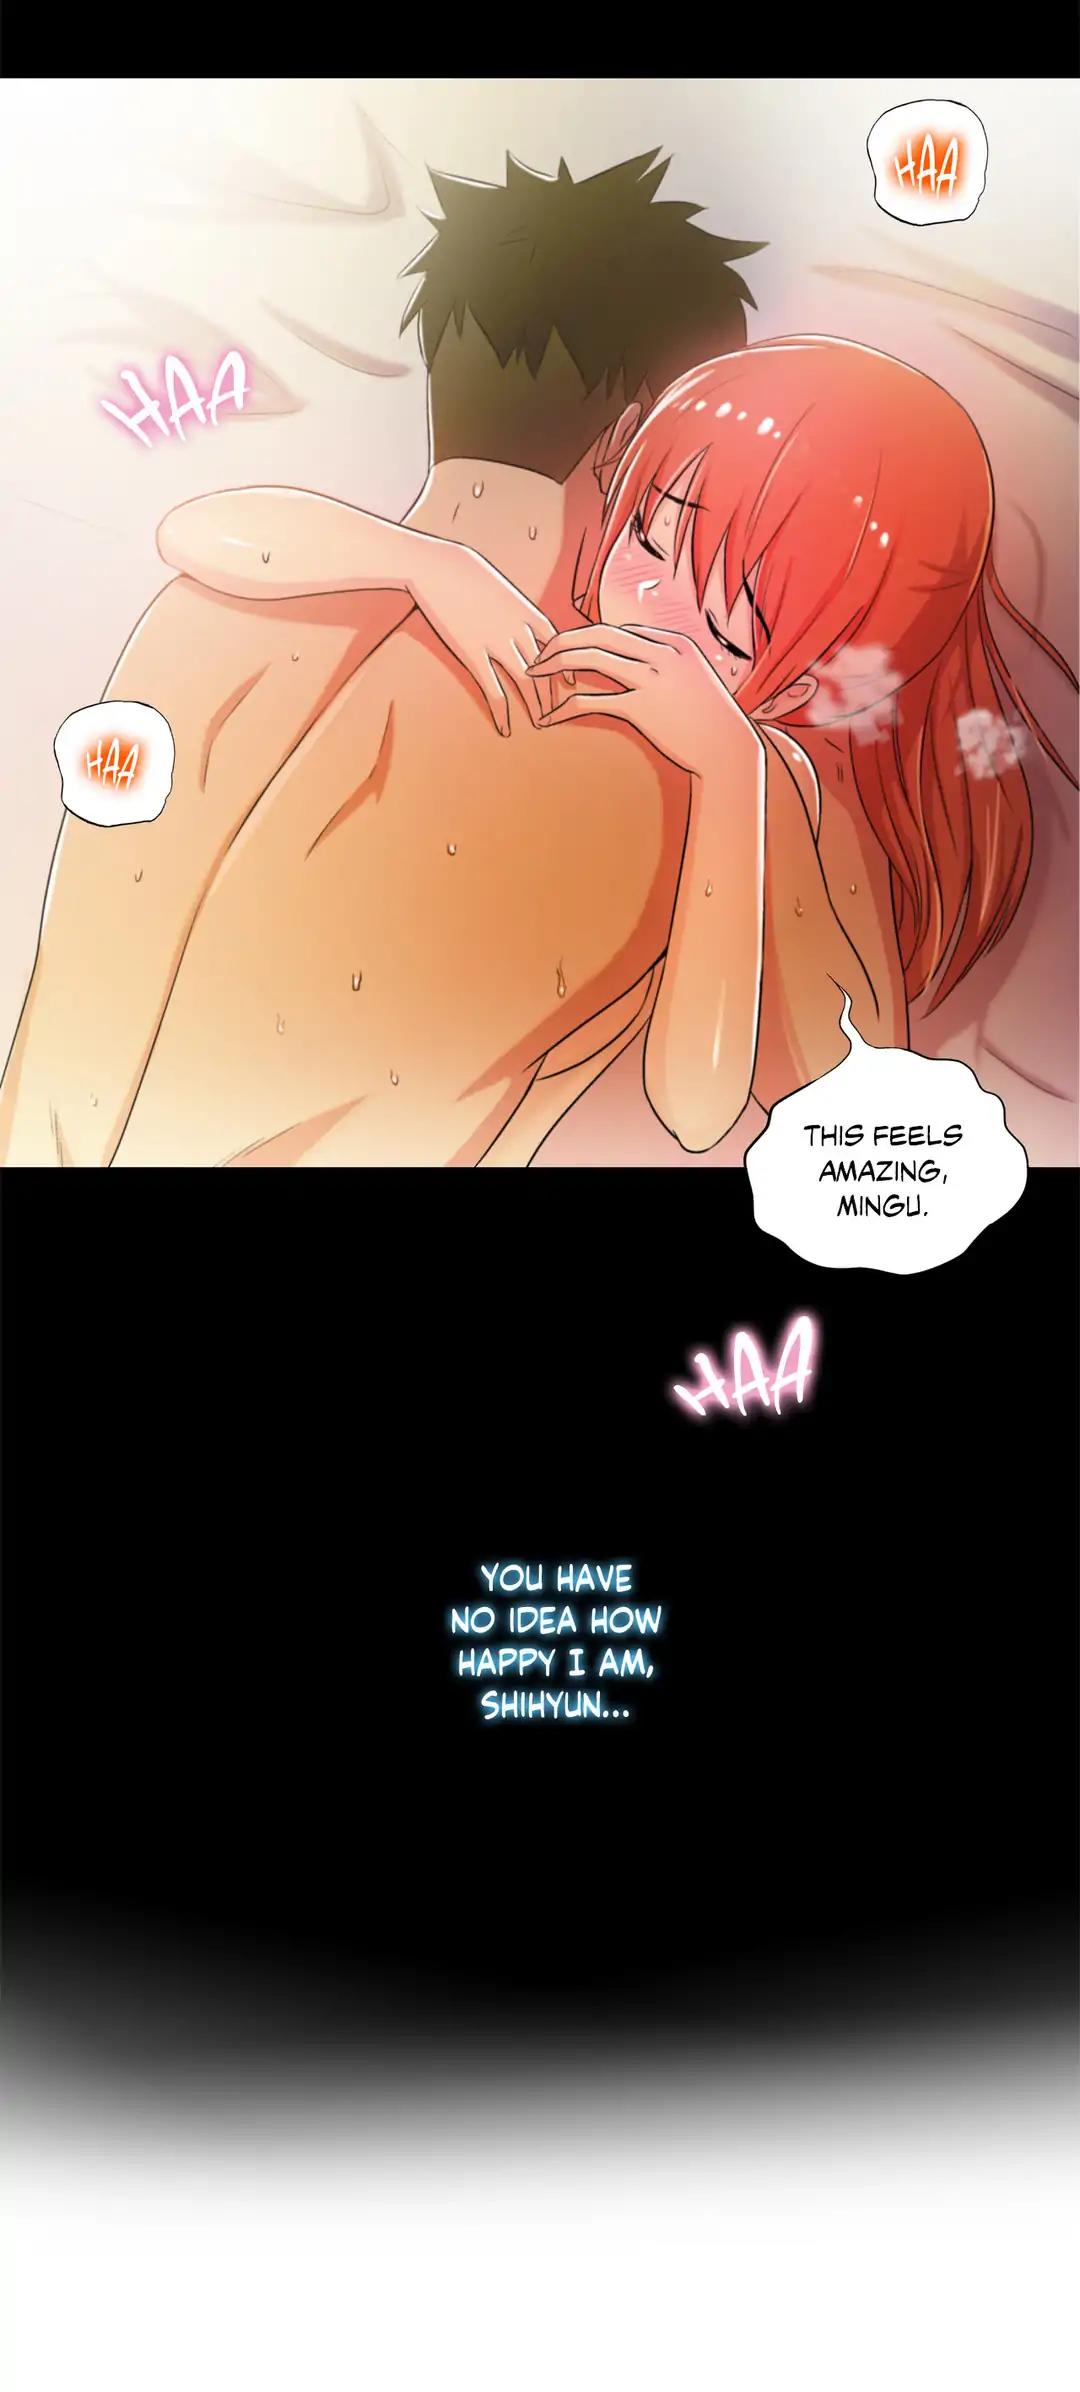 HAA
HAA
HAA
THIS FEELS
AMAZING,
MINGU.
HAA
YOU HAVE
NO IDEA HOW
HAPPY I AM,
SHIHYUN...